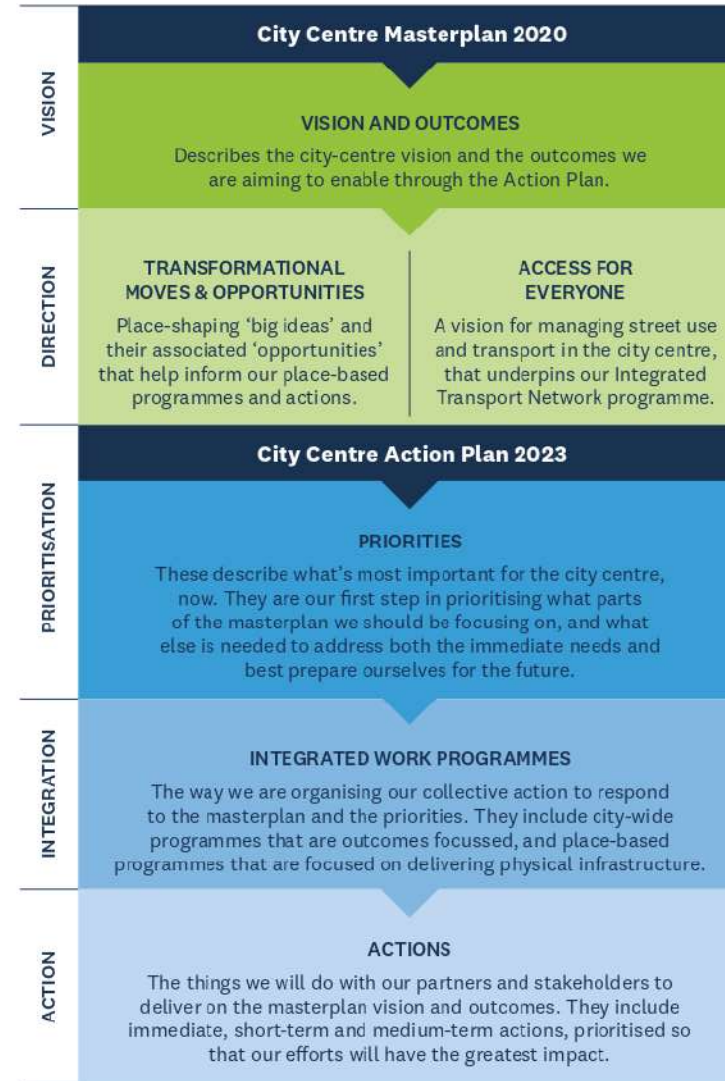 City Centre Masterplan 2020
VISION
VISION AND OUTCOMES
Describes the city-centre vision and the outcomes we
are aiming to enable through the Action Plan.
DIRECTION
TRANSFORMATIONAL
MOVES & OPPORTUNITIES
Place-shaping ‘big ideas’ and
their associated ‘opportunities’
that help inform our place-based
programmes and actions.
ACCESS FOR
EVERYONE
A vision for managing street use
and transport in the city centre,
that underpins our Integrated
Transport Network programme.
City Centre Action Plan 2023
PRIORITISATION
PRIORITIES
These describe what’s most important for the city centre,
now. They are our first step in prioritising what parts
of the masterplan we should be focusing on, and what
else is needed to address both the immediate needs and
best prepare ourselves for the future.
INTEGRATION
INTEGRATED WORK PROGRAMMES
The way we are organising our collective action to respond
to the masterplan and the priorities. They include city-wide
programmes that are outcomes focussed, and place-based
programmes that are focused on delivering physical infrastructure.
ACTION
ACTIONS
The things we will do with our partners and stakeholders to
deliver on the masterplan vision and outcomes. They include
immediate, short-term and medium-term actions, prioritised so
that our efforts will have the greatest impact.